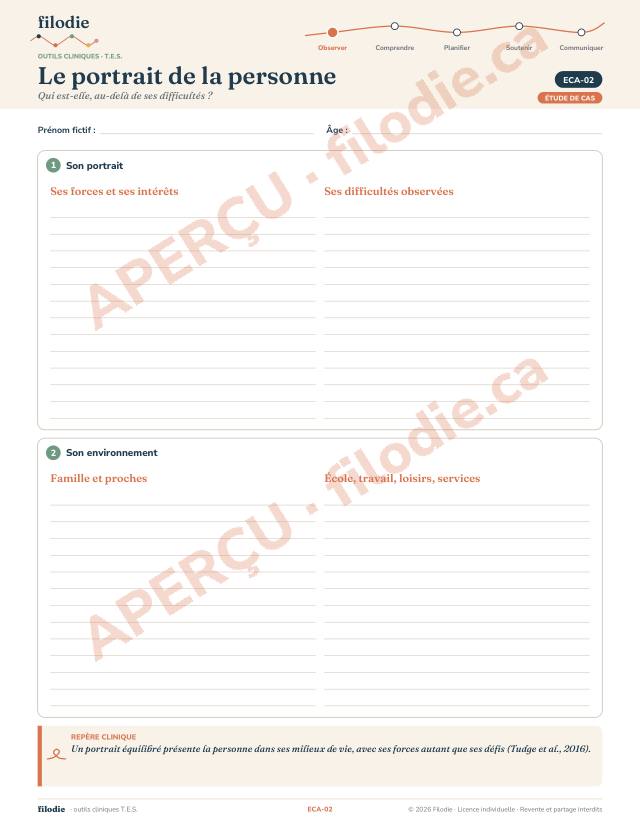 filodie
OUTILS CLINIQUES · T.E.S.
Observer Comprendre Planifier Soutenir Communiquer
Le portrait de la personne
Qui est-elle, au-delà de ses difficultés ?
ECA-02
ÉTUDE DE CAS
Prénom fictif : Âge :
1 Son portrait
Ses forces et ses intérêts Ses difficultés observées
APERÇU · filodie.ca
2 Son environnement
Famille et proches École, travail, loisirs, services
APERÇU · filodie.ca
REPÈRE CLINIQUE
Un portrait équilibré présente la personne dans ses milieux de vie, avec ses forces autant que ses défis (Tudge et al., 2016).
filodie · outils cliniques T.E.S. ECA-02 © 2026 Filodie · Licence individuelle · Revente et partage interdits